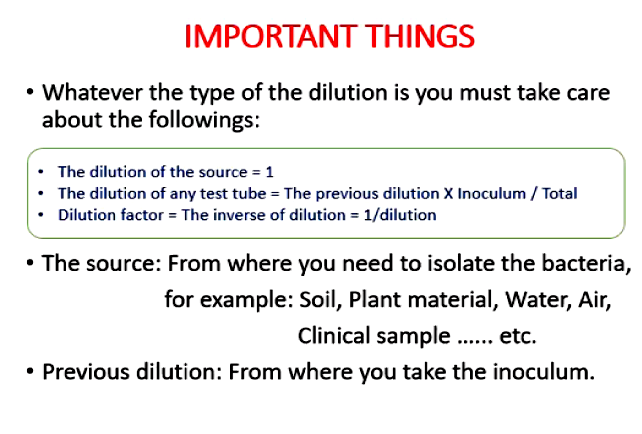 IMPORTANT THINGS
• Whatever the type of the dilution is you must take care
about the followings:
• The dilution of the source = 1
• The dilution of any test tube = The previous dilution X Inoculum / Total
• Dilution factor = The inverse of dilution = 1/dilution
• The source: From where you need to isolate the bacteria,
for example: Soil, Plant material, Water, Air,
Clinical sample ...... etc.
• Previous dilution: From where you take the inoculum.